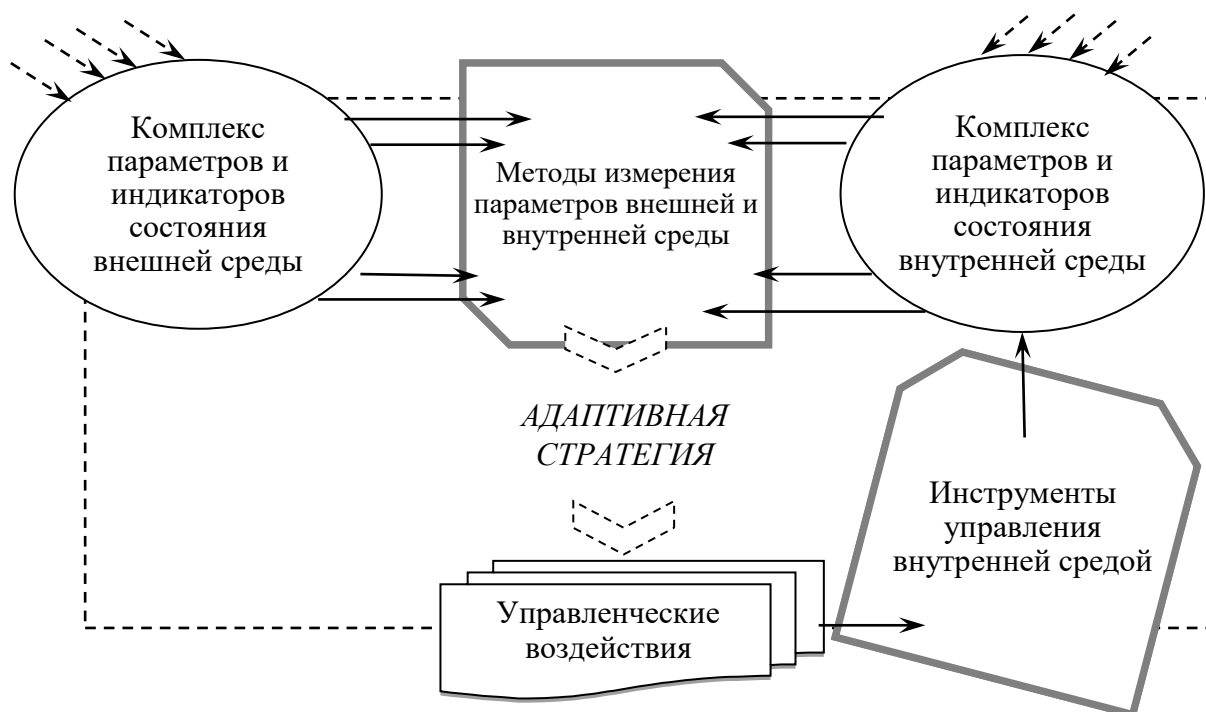 Комплекс
параметров и
индикаторов
состояния
внешней среды
Методы измерения
параметров внешней и
внутренней среды
Комплекс
параметров и
индикаторов
состояния
внутренней среды
АДАПТИВНАЯ
СТРАТЕГИЯ
Инструменты
управления
внутренней средой
Управленческие
воздействия